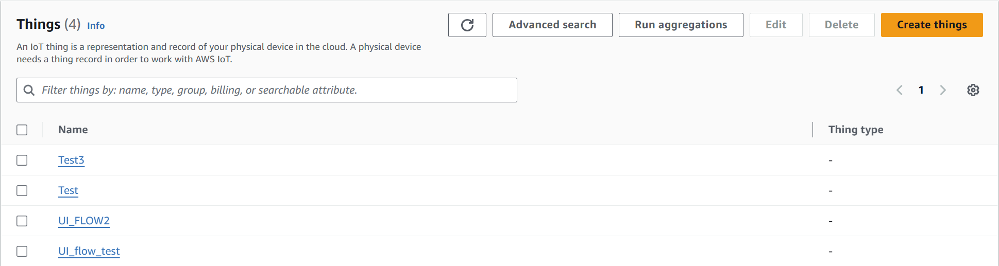 Things (4) Info
Advanced search
Run aggregations
Edit
Delete
Create things
An IoT thing is a representation and record of your physical device in the cloud. A physical device
needs a thing record in order to work with AWS IoT.
Filter things by: name, type, group, billing, or searchable attribute.
1
Name Thing type
Test3 -
Test -
UI_FLOW2 -
UI_flow_test -